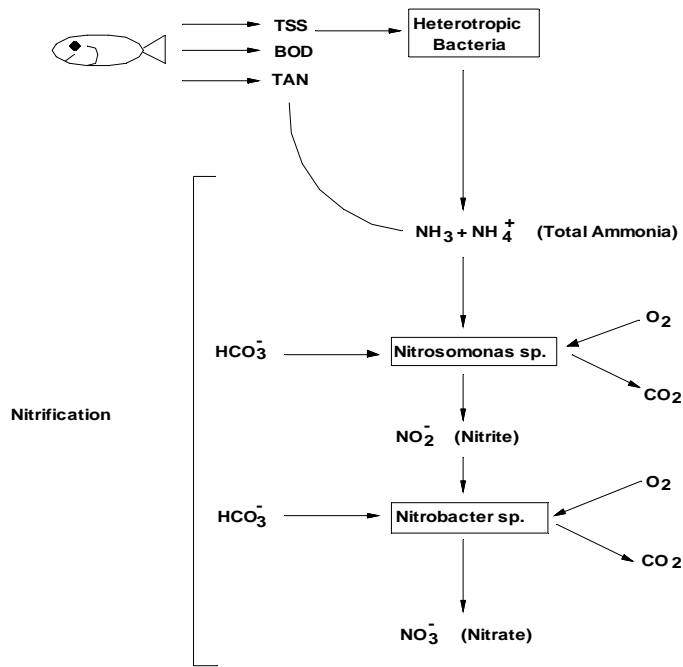 TSS
BOD
TAN
Heterotropic
Bacteria
NH3 + NH4+ (Total Ammonia)
O2
HCO3-
Nitrosomonas sp.
CO2
Nitrification
NO2- (Nitrite)
O2
HCO3-
Nitrobacter sp.
CO2
NO3- (Nitrate)